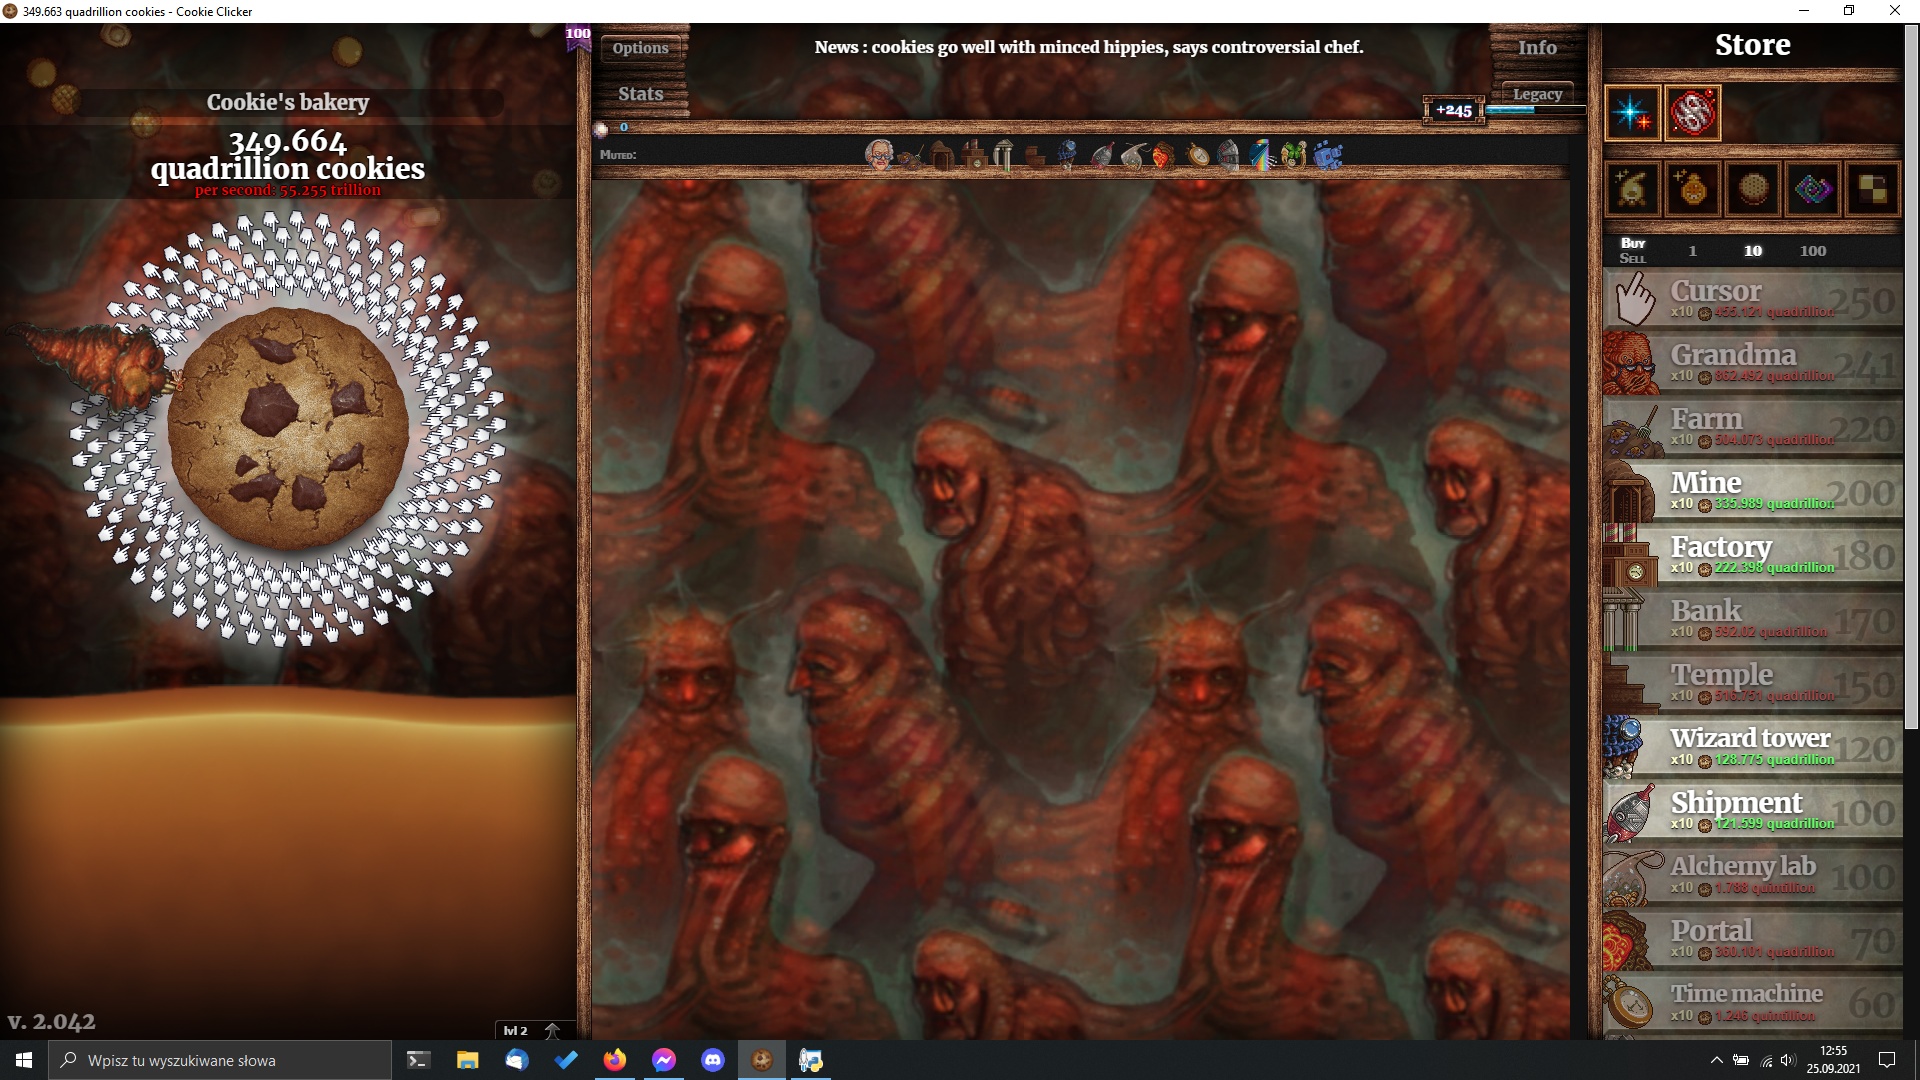 349.663 quadrillion cookies - Cookie Clicker
100
Options
Stats
News : cookies go well with minced hippies, says controversial chef.
Info
+245
Legacy
0
Muted:
Cookie's bakery
349.664
quadrillion cookies
per second: 55.255 trillion
v. 2.042
lvl 2
Store
Buy
Sell
1
10
100
Cursor
x10 455.121 quadrillion
250
Grandma
x10 862.492 quadrillion
241
Farm
x10 504.073 quadrillion
220
Mine
x10 335.989 quadrillion
200
Factory
x10 222.398 quadrillion
180
Bank
x10 592.02 quadrillion
170
Temple
x10 516.751 quadrillion
150
Wizard tower
x10 128.775 quadrillion
120
Shipment
x10 121.599 quadrillion
100
Alchemy lab
x10 1.788 quintillion
100
Portal
x10 360.101 quadrillion
70
Time machine
x10 1.246 quintillion
60
Wpisz tu wyszukiwane słowa
12:55
25.09.2021